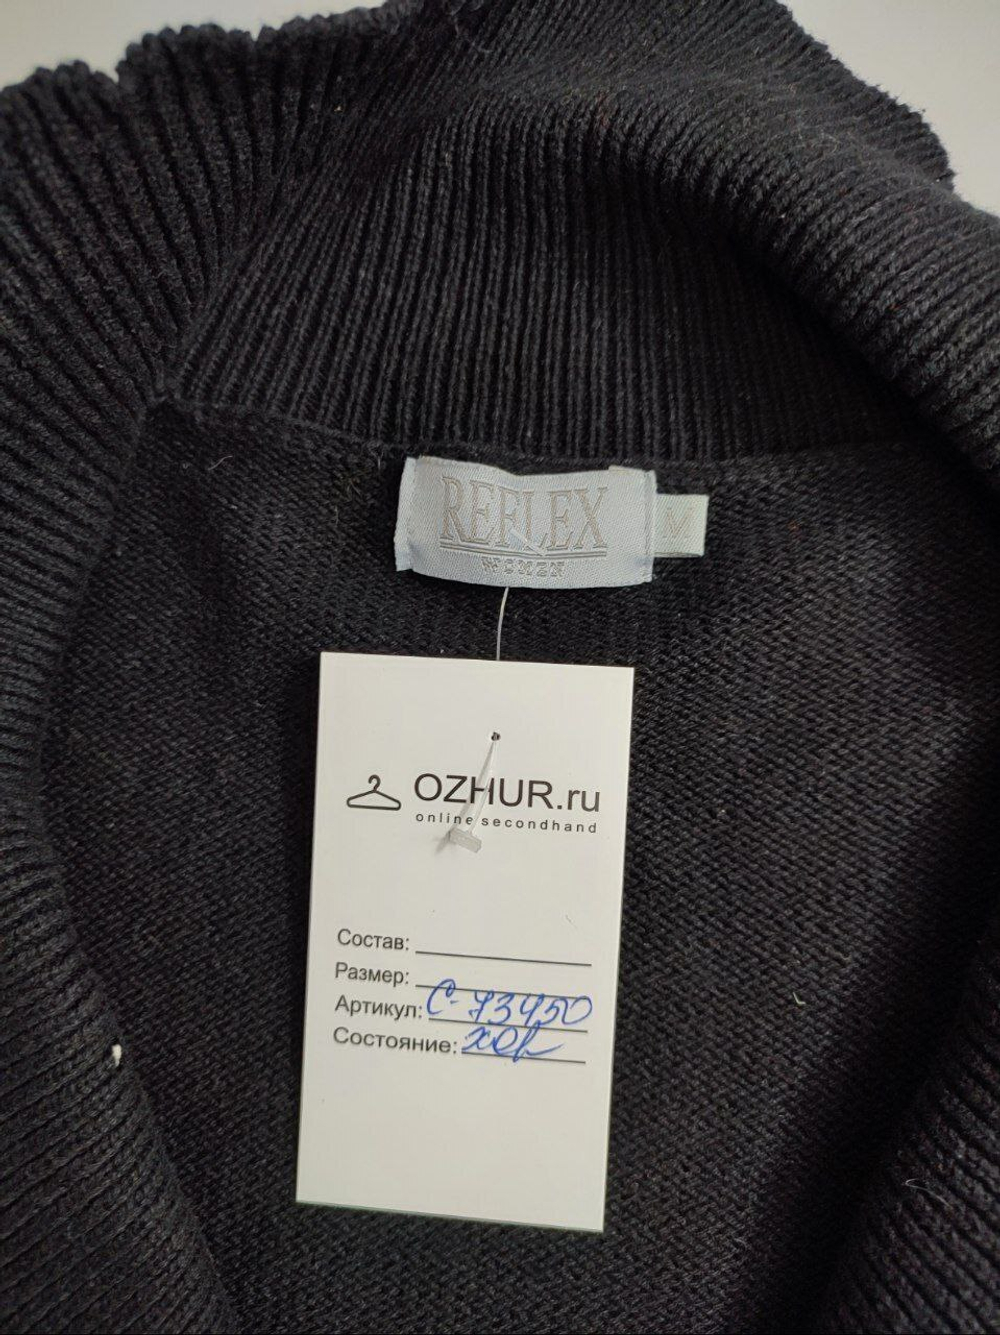 REFLEX
WOMEN
M
OZHUR.ru
online secondhand
Состав:
Размер:
Артикул: С-73450
Состояние: хор